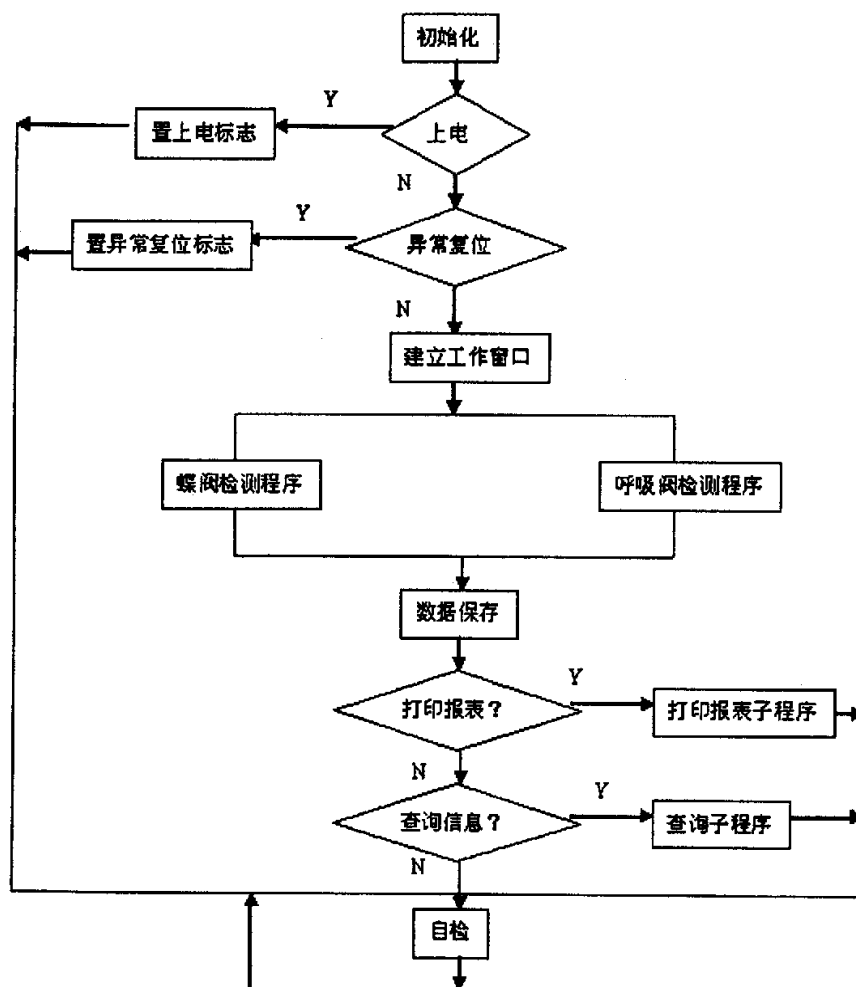 初始化
Y
置上电标志
上电
N
Y
置异常复位标志
异常复位
N
建立工作窗口
蝶阀检测程序
呼吸阀检测程序
数据保存
Y
打印报表？
打印报表子程序
N
Y
查询信息？
查询子程序
N
自检